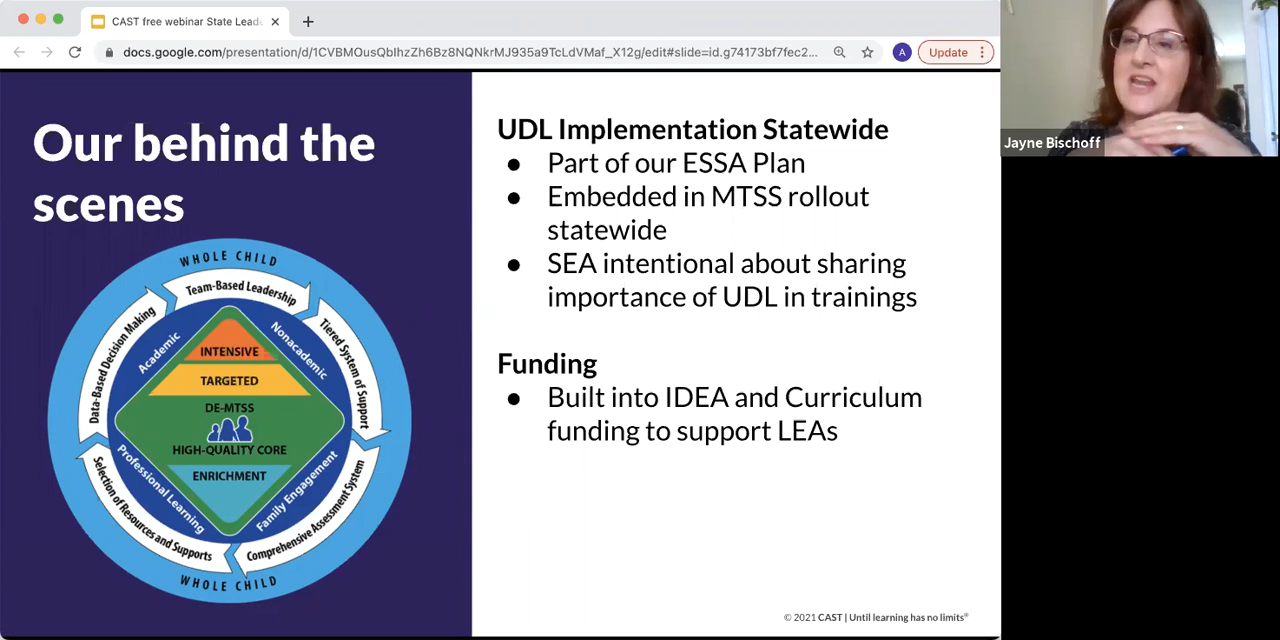 CAST free webinar State Lead
docs.google.com/presentation/d/1CVBMOusQbIhzZh6Bz8NQNkrMJ935a9TcLdVMaf_X12g/edit#slide=id.g74173bf7fec2...
A
Update
Our behind the
scenes
WHOLE CHILD
Team-Based Leadership
Data-Based Decision Making
Tiered System of Support
Academic
Nonacademic
INTENSIVE
TARGETED
DE-MTSS
HIGH-QUALITY CORE
ENRICHMENT
Professional Learning
Family Engagement
Selection of Resources and Supports
Comprehensive Assessment System
WHOLE CHILD
UDL Implementation Statewide
● Part of our ESSA Plan
● Embedded in MTSS rollout
statewide
● SEA intentional about sharing
importance of UDL in trainings
Funding
● Built into IDEA and Curriculum
funding to support LEAs
© 2021 CAST | Until learning has no limits®
Jayne Bischoff